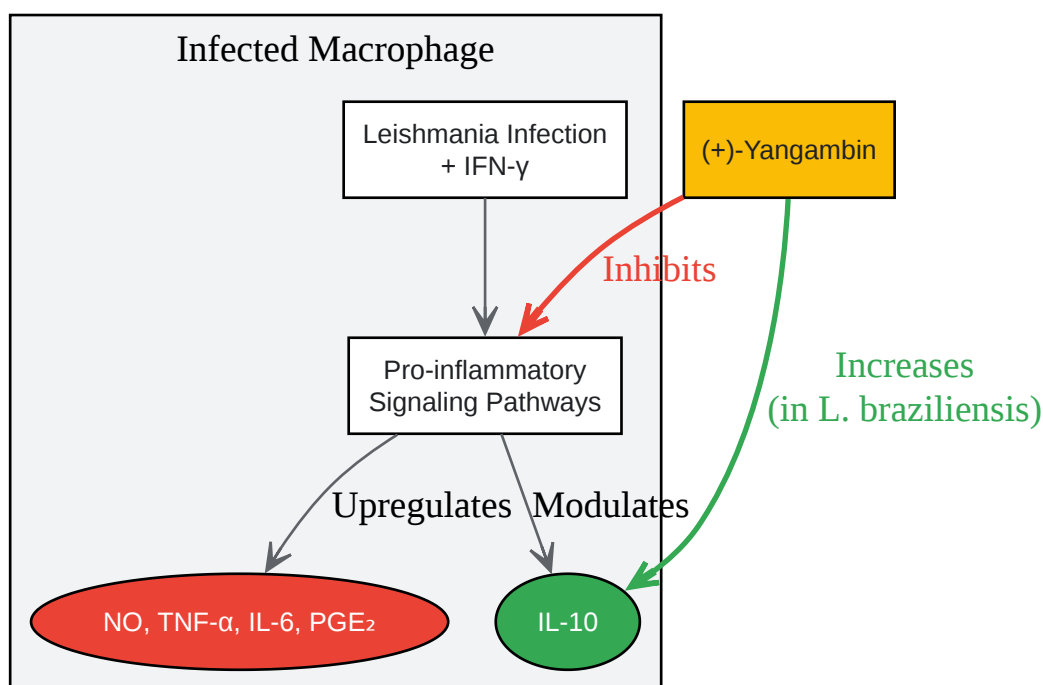 Infected Macrophage
Leishmania Infection
+ IFN-γ
(+)-Yangambin
Inhibits
Pro-inflammatory
Signaling Pathways
Increases
(in L. braziliensis)
Upregulates
Modulates
NO, TNF-α, IL-6, PGE₂
IL-10